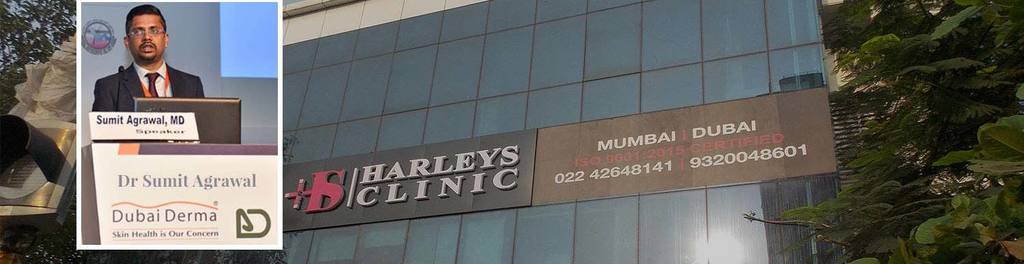 Sumit Agrawal, MD
Speaker
Dr Sumit Agrawal
Dubai Derma®
Skin Health is Our Concern
HARLEYS
CLINIC
MUMBAI | DUBAI
ISO 9001-2015 CERTIFIED
022 42648141 | 9320048601